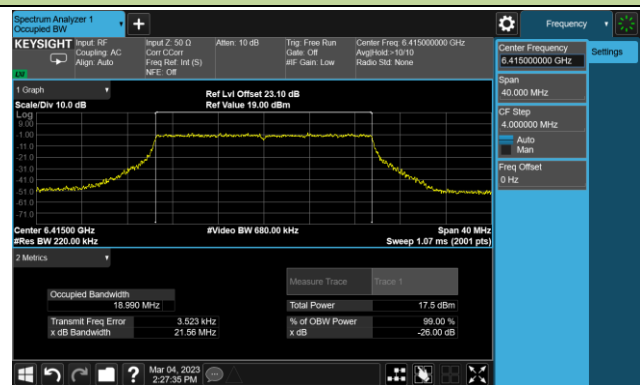 Spectrum Analyzer 1
Occupied BW
+
Frequency
KEYSIGHT
Input: RF
Coupling: AC
Align: Auto
Input Z: 50 Ω
Corr CCorr
Freq Ref: Int (S)
NFE: Off
Atten: 10 dB
Trig: Free Run
Gate: Off
#IF Gain: Low
Center Freq: 6.415000000 GHz
Avg|Hold:>10/10
Radio Std: None
Center Frequency
6.415000000 GHz
Settings
Span
40.000 MHz
CF Step
4.000000 MHz
Auto
Man
Freq Offset
0 Hz
1 Graph
Scale/Div 10.0 dB
Ref Lvl Offset 23.10 dB
Ref Value 19.00 dBm
Log
9.00
-1.00
-11.0
-21.0
-31.0
-41.0
-51.0
-61.0
-71.0
Center 6.41500 GHz
#Video BW 680.00 kHz
Span 40 MHz
#Res BW 220.00 kHz
Sweep 1.07 ms (2001 pts)
2 Metrics
Measure Trace
Trace 1
Occupied Bandwidth
18.990 MHz
Total Power
17.5 dBm
Transmit Freq Error
3.523 kHz
% of OBW Power
99.00 %
x dB Bandwidth
21.56 MHz
x dB
-26.00 dB
?
Mar 04, 2023
2:27:35 PM